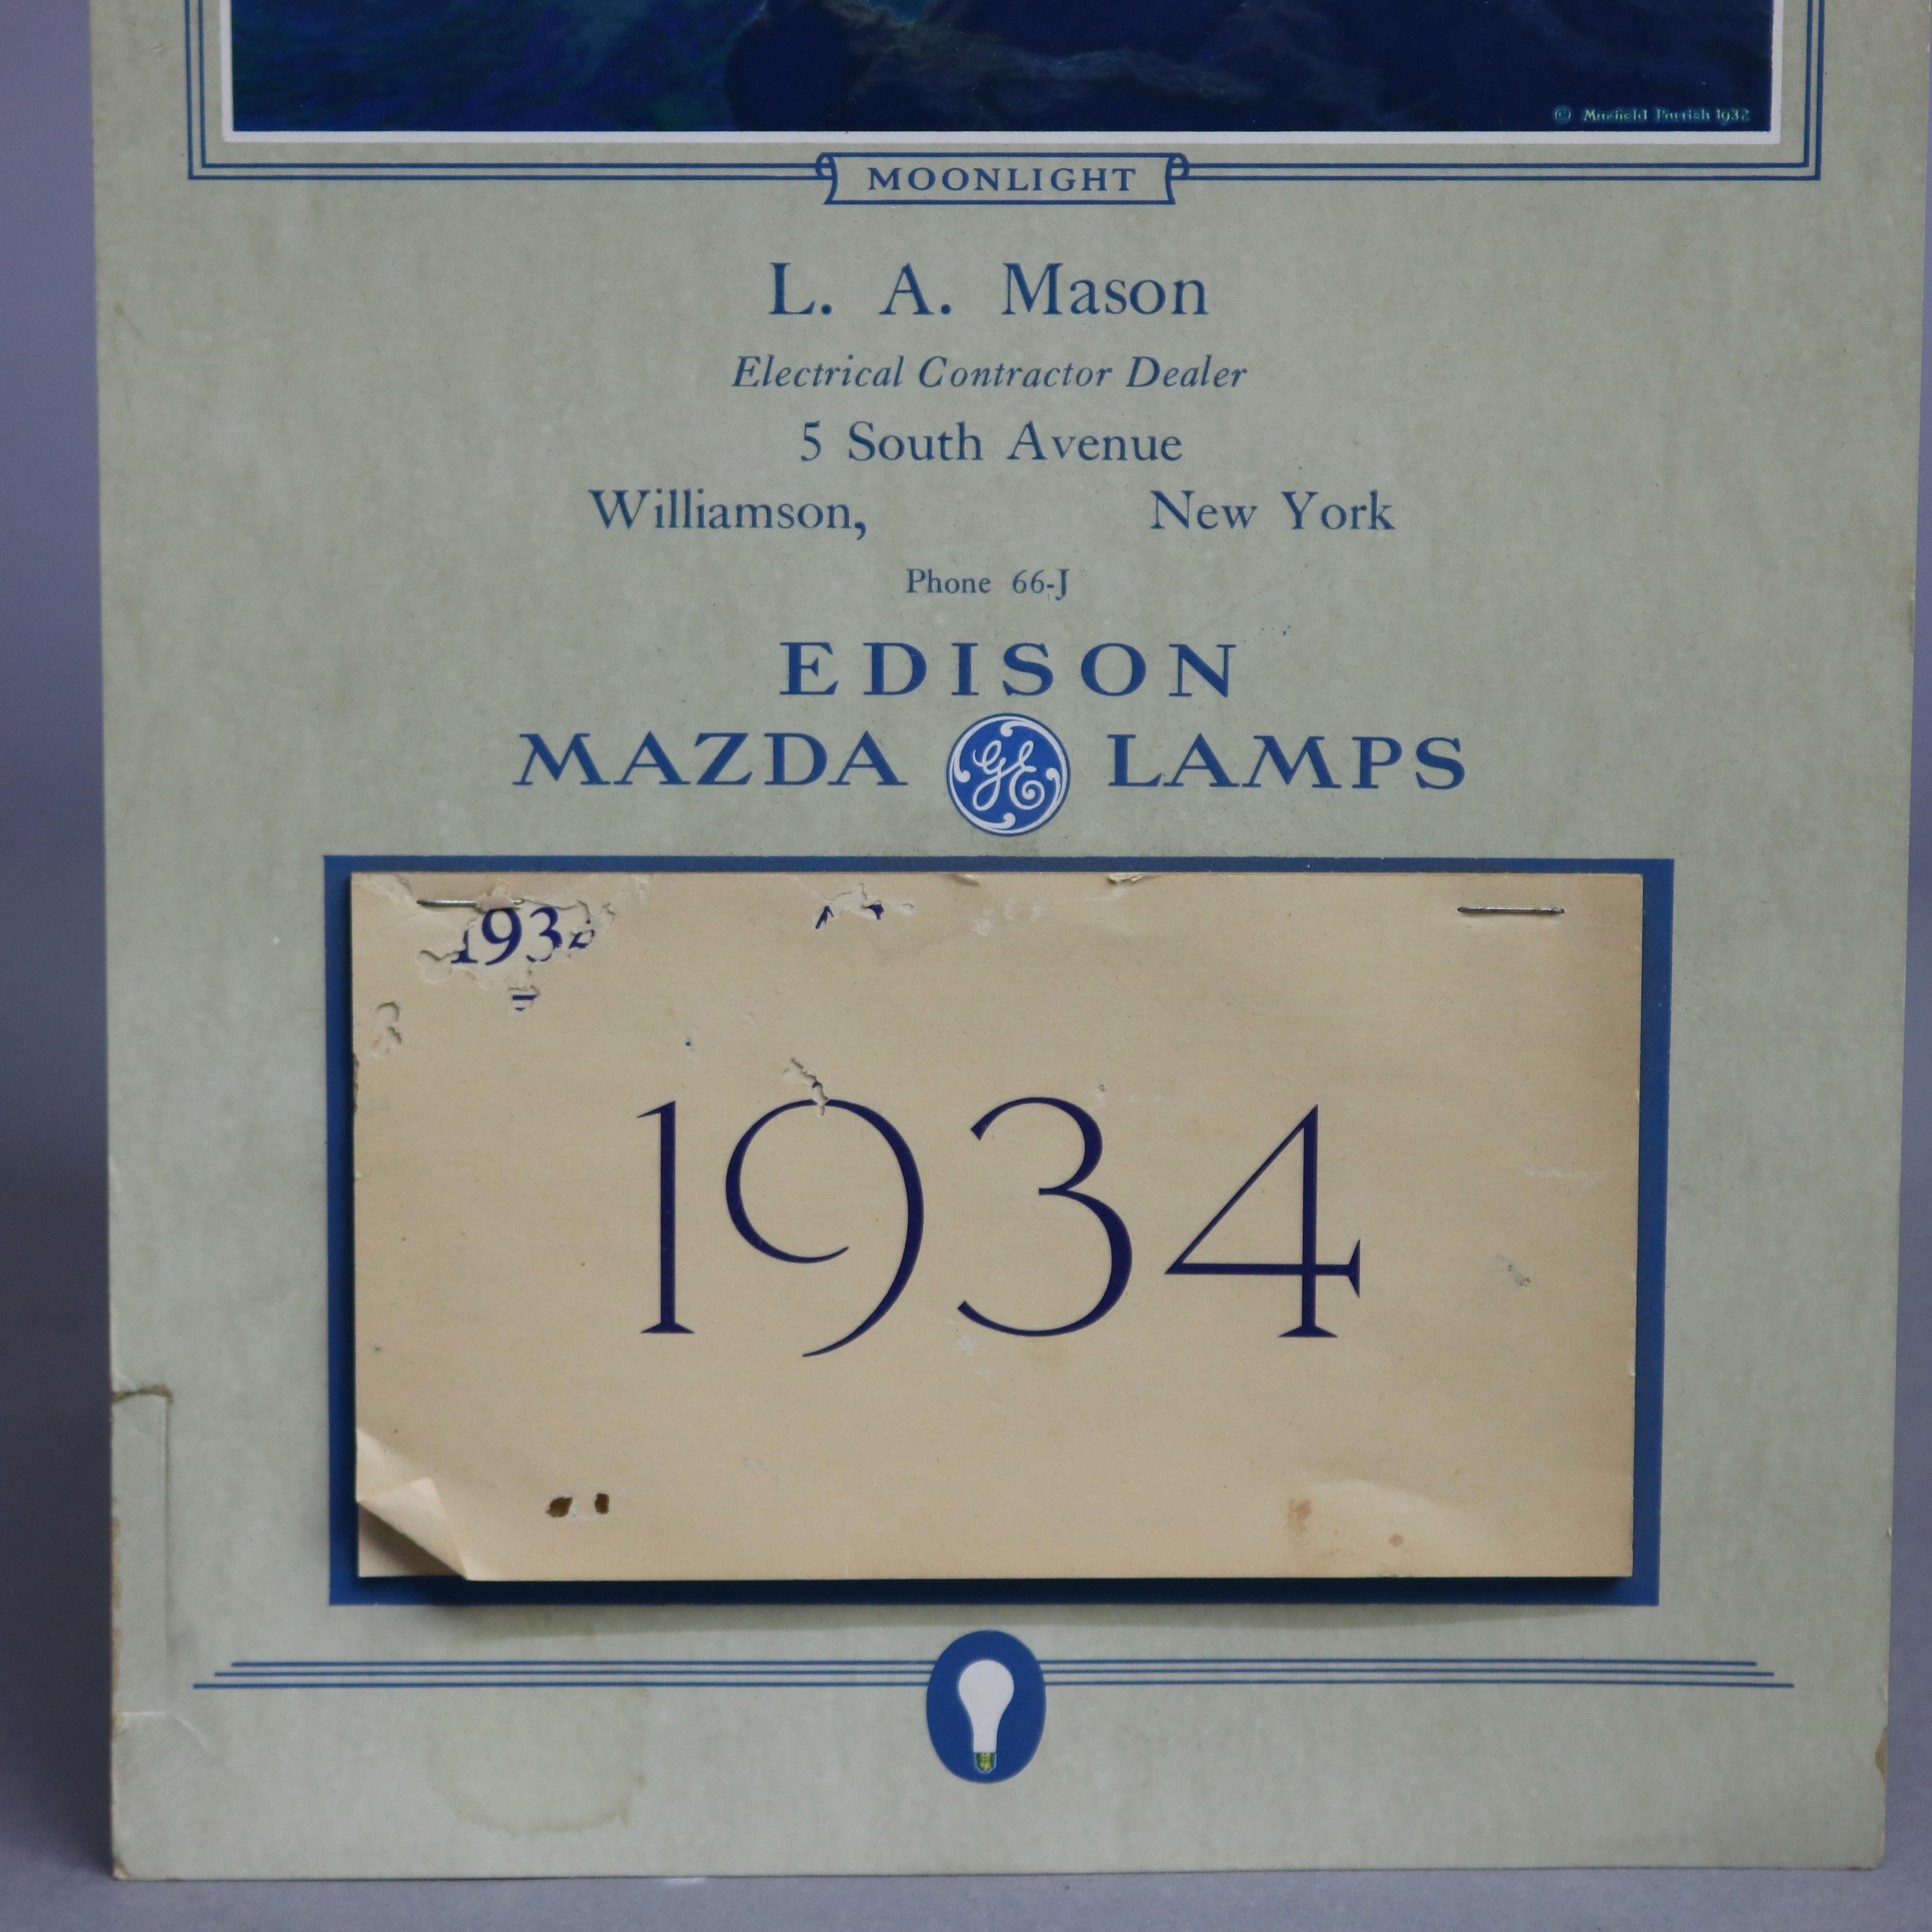 © Maxfield Parrish 1932
MOONLIGHT
L. A. Mason
Electrical Contractor Dealer
5 South Avenue
Williamson, New York
Phone 66-J
EDISON
MAZDA GE LAMPS
1934